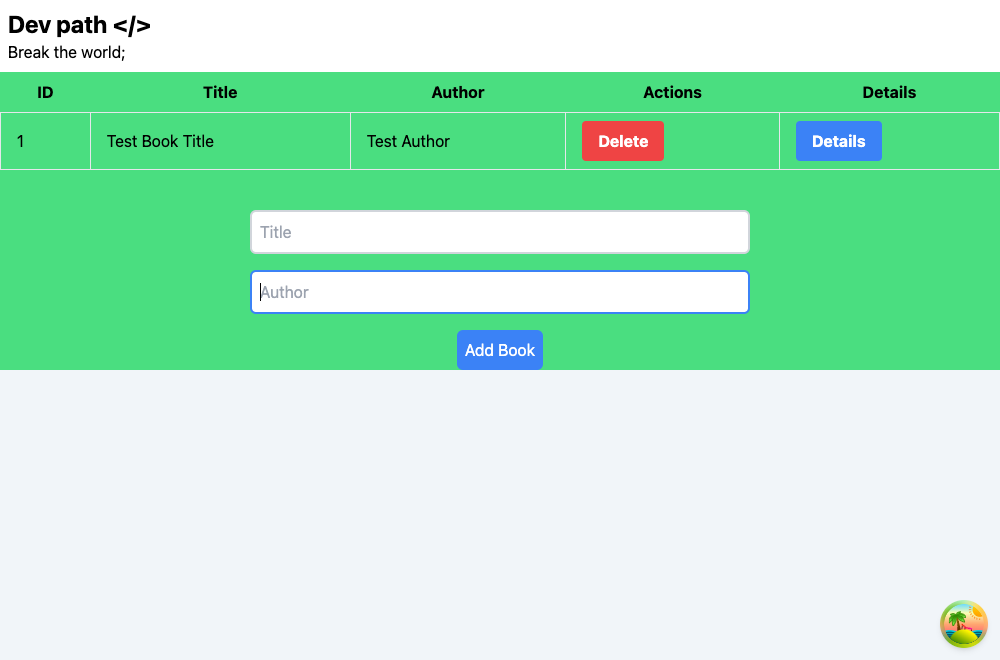 Dev path </>
Break the world;
ID Title Author Actions Details
1 Test Book Title Test Author Delete Details
Title
Author
Add Book